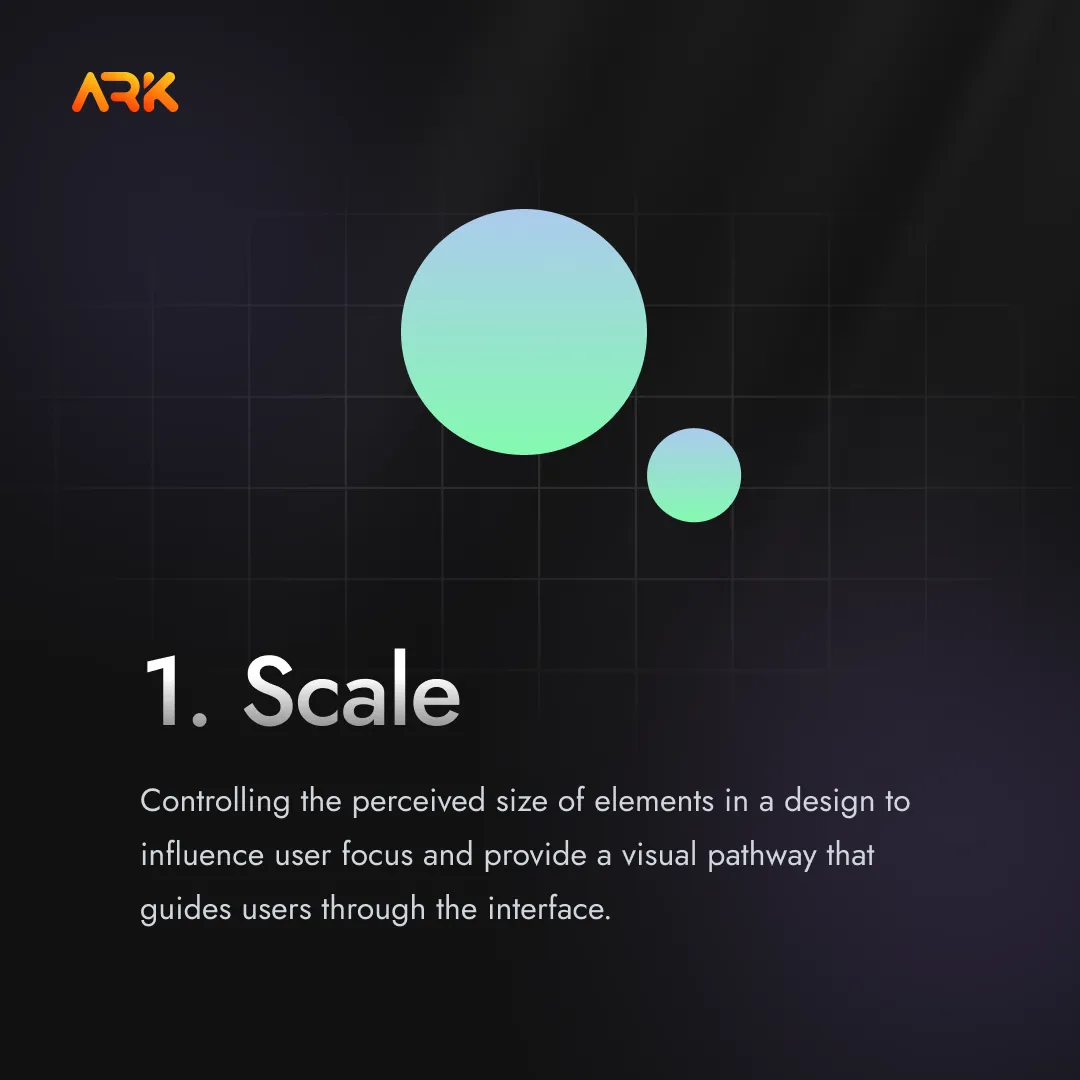 ARK
1. Scale
Controlling the perceived size of elements in a design to
influence user focus and provide a visual pathway that
guides users through the interface.